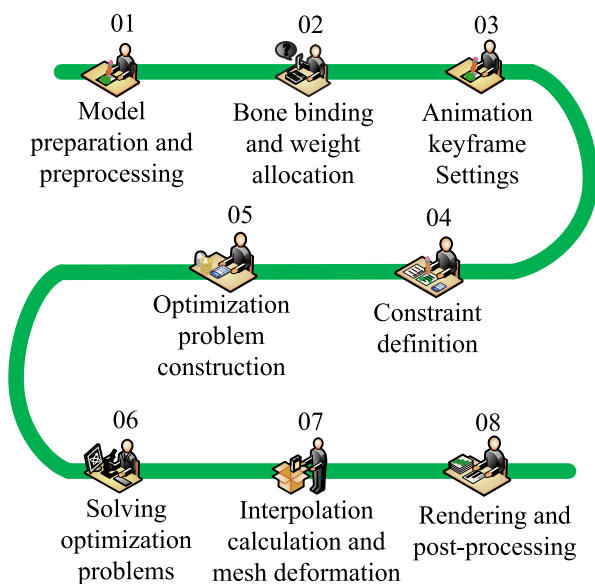 01
Model
preparation and
preprocessing
02
Bone binding
and weight
allocation
03
Animation
keyframe
Settings
04
Constraint
definition
05
Optimization
problem
construction
06
Solving
optimization
problems
07
Interpolation
calculation and
mesh deformation
08
Rendering and
post-processing